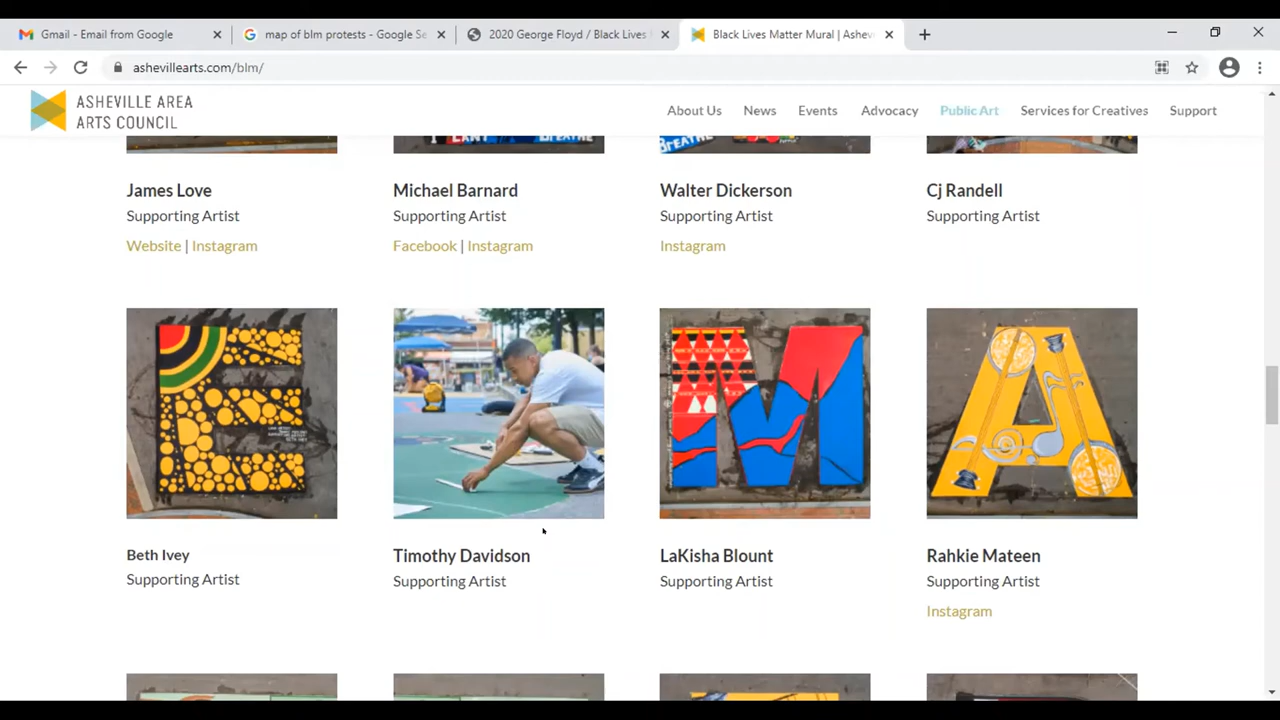 Gmail - Email from Google
map of blm protests - Google Se
2020 George Floyd / Black Lives
Black Lives Matter Mural | Ashev
ashevillearts.com/blm/
ASHEVILLE AREA
ARTS COUNCIL
About Us
News
Events
Advocacy
Public Art
Services for Creatives
Support
I CANT BREATHE
BREATHE
James Love
Supporting Artist
Website | Instagram
Michael Barnard
Supporting Artist
Facebook | Instagram
Walter Dickerson
Supporting Artist
Instagram
Cj Randell
Supporting Artist
E
M
A
Beth Ivey
Supporting Artist
Timothy Davidson
Supporting Artist
LaKisha Blount
Supporting Artist
Rahkie Mateen
Supporting Artist
Instagram